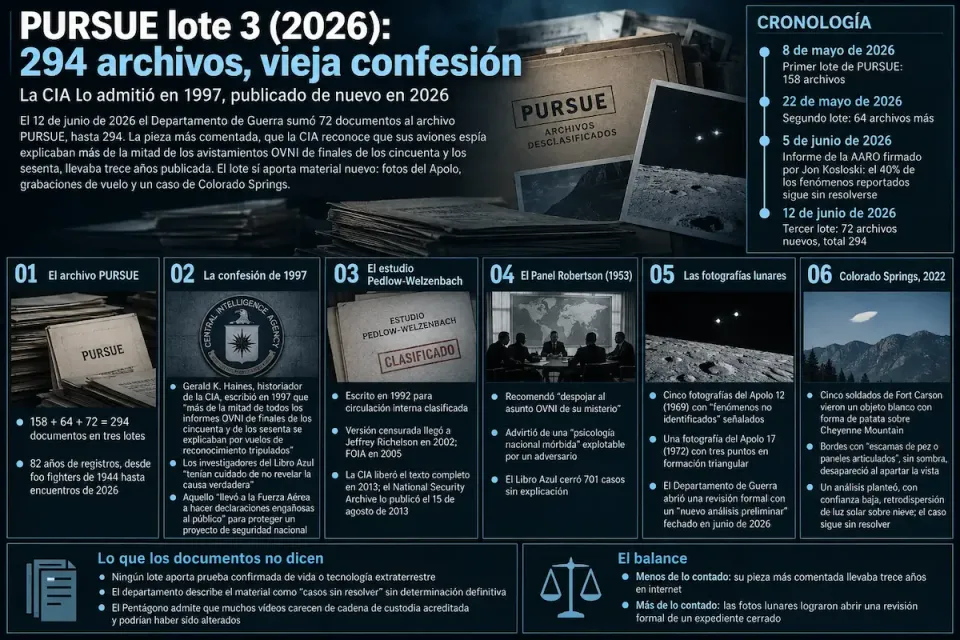 PURSUE lote 3 (2026):
294 archivos, vieja confesión
La CIA Lo admitió en 1997, publicado de nuevo en 2026
El 12 de junio de 2026 el Departamento de Guerra sumó 72 documentos al archivo
PURSUE, hasta 294. La pieza más comentada, que la CIA reconoce que sus aviones espía
explicaban más de la mitad de los avistamientos OVNI de finales de los cincuenta y los
sesenta, llevaba trece años publicada. El lote sí aporta material nuevo: fotos del Apolo,
grabaciones de vuelo y un caso de Colorado Springs.
PURSUE
ARCHIVOS
DESCLASIFICADOS
CRONOLOGÍA
8 de mayo de 2026
Primer lote de PURSUE:
158 archivos
22 de mayo de 2026
Segundo lote: 64 archivos más
5 de junio de 2026
Informe de la AARO firmado
por Jon Kosloski: el 40% de
los fenómenos reportados
sigue sin resolverse
12 de junio de 2026
Tercer lote: 72 archivos
nuevos, total 294
01 El archivo PURSUE
PURSUE
158 + 64 + 72 = 294
documentos en tres lotes
82 años de registros, desde
foo fighters de 1944 hasta
encuentros de 2026
02 La confesión de 1997
CENTRAL INTELLIGENCE AGENCY
Gerald K. Haines, historiador
de la CIA, escribió en 1997 que
"más de la mitad de todos los
informes OVNI de finales de los
cincuenta y de los sesenta se
explicaban por vuelos de
reconocimiento tripulados"
Los investigadores del Libro Azul
"tenían cuidado de no revelar la
causa verdadera"
Aquello "llevó a la Fuerza Aérea
a hacer declaraciones engañosas
al público" para proteger un
proyecto de seguridad nacional
03 El estudio
Pedlow-Welzenbach
ESTUDIO
PEDLOW-WELZENBACH
CLASIFICADO
Escrito en 1992 para
circulación interna clasificada
Versión censurada llegó a
Jeffrey Richelson en 2002;
FOIA en 2005
La CIA liberó el texto completo
en 2013; el National Security
Archive lo publicó el 15 de
agosto de 2013
04 El Panel Robertson (1953)
Recomendó "despojar al
asunto OVNI de su misterio"
Advirtió de una "psicología
nacional mórbida" explotable
por un adversario
El Libro Azul cerró 701 casos
sin explicación
05 Las fotografías lunares
Cinco fotografías del Apolo 12
(1969) con "fenómenos no
identificados" señalados
Una fotografía del Apolo 17
(1972) con tres puntos en
formación triangular
El Departamento de Guerra
abrió una revisión formal con
un "nuevo análisis preliminar"
fechado en junio de 2026
06 Colorado Springs, 2022
Cinco soldados de Fort Carson
vieron un objeto blanco con
forma de patata sobre
Cheyenne Mountain
Bordes con "escamas de pez o
paneles articulados", sin sombra,
desapareció al apartar la vista
Un análisis planteó, con
confianza baja, retrodispersión
de luz solar sobre nieve; el caso
sigue sin resolver
Lo que los documentos no dicen
Ningún lote aporta prueba confirmada de vida o tecnología extraterrestre
El departamento describe el material como "casos sin resolver" sin determinación definitiva
El Pentágono admite que muchos vídeos carecen de cadena de custodia acreditada
y podrían haber sido alterados
El balance
Menos de lo contado: su pieza más comentada llevaba trece años
en internet
Más de lo contado: las fotos lunares lograron abrir una revisión
formal de un expediente cerrado